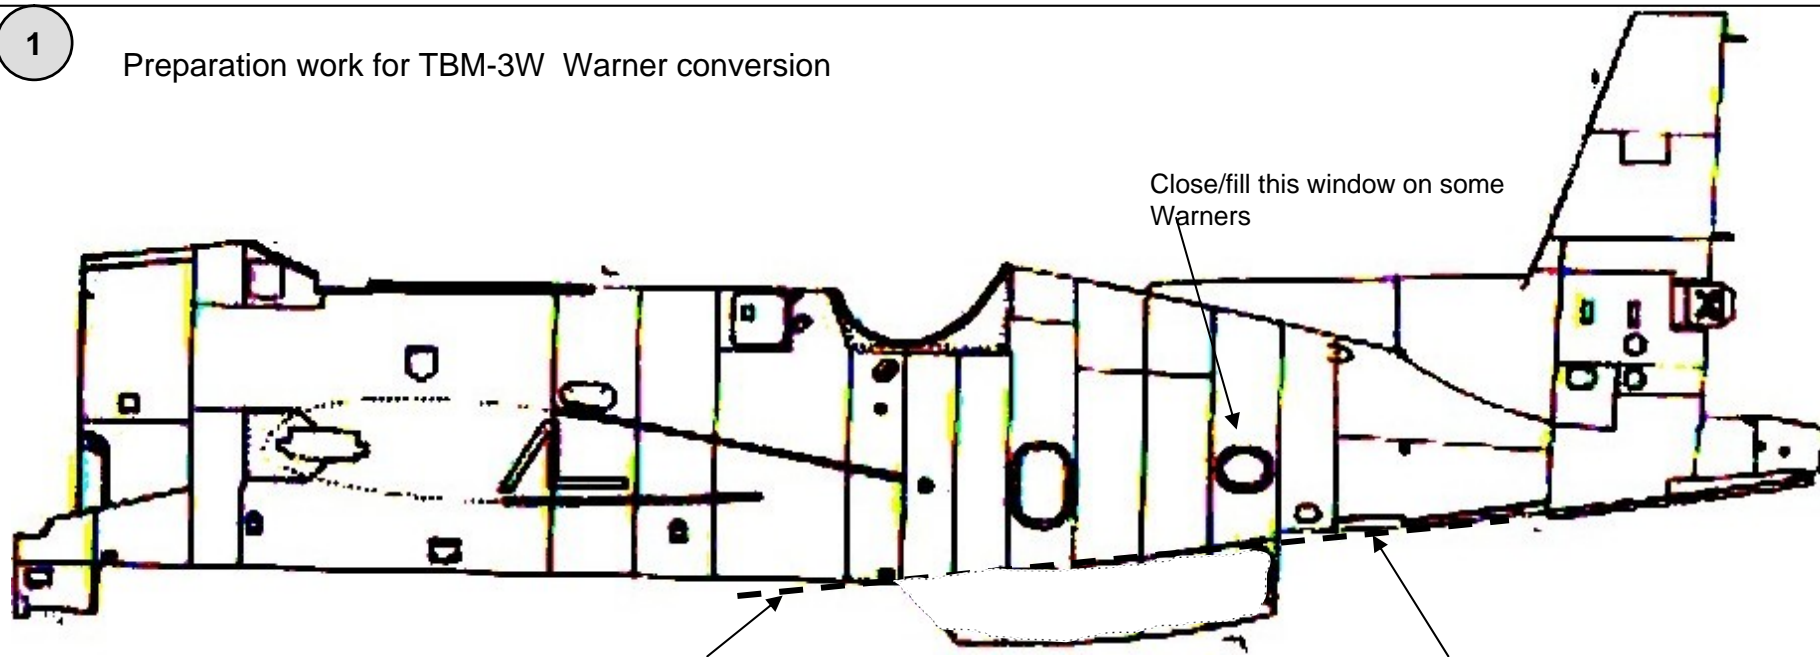 1
Preparation work for TBM-3W Warner conversion
Close/fill this window on some
Warners